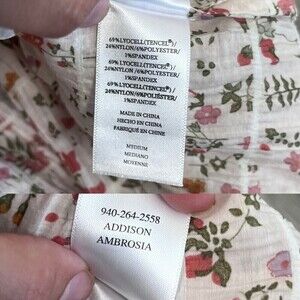 69%LYOCELL(TENCEL®)/
24%NYLON/6%POLYESTER/
1%SPANDEX
69%LYOCELL(TENCEL®)/
24%NYLON/6%POLYESTER/
1%SPANDEX
69%LYOCELL(TENCEL®)/
24%NYLON/6%POLIÉSTER/
1%SPANDEX
MADE IN CHINA
HECHO EN CHINA
FABRIQUÉ EN CHINE
MEDIUM
MEDIANO
MOYENNE
940-264-2558
ADDISON
AMBROSIA